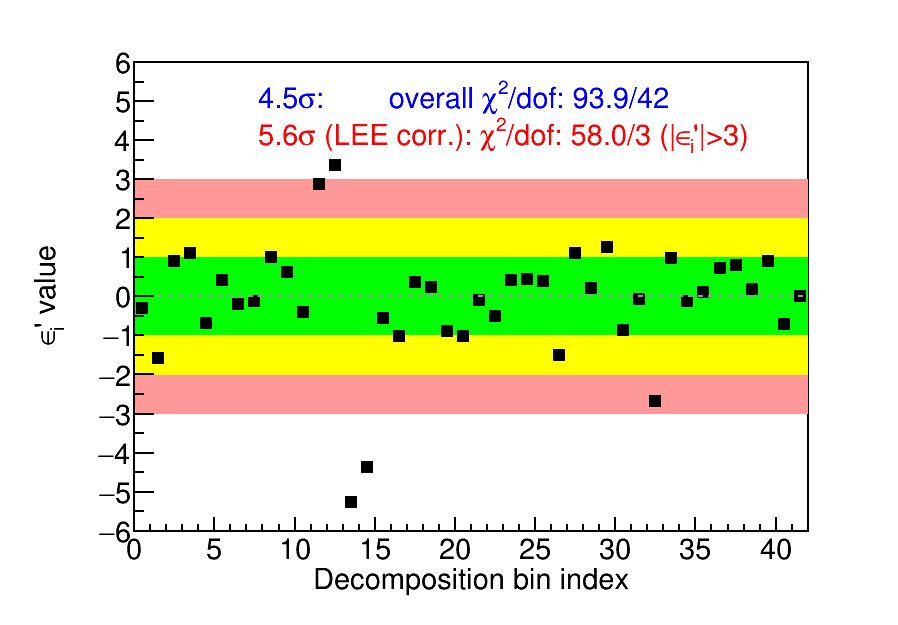 4.5σ: overall χ²/dof: 93.9/42
5.6σ (LEE corr.): χ²/dof: 58.0/3 (|ϵᵢ'|>3)
6
5
4
3
2
1
0
−1
−2
−3
−4
−5
−6
ϵᵢ' value
0 5 10 15 20 25 30 35 40
Decomposition bin index